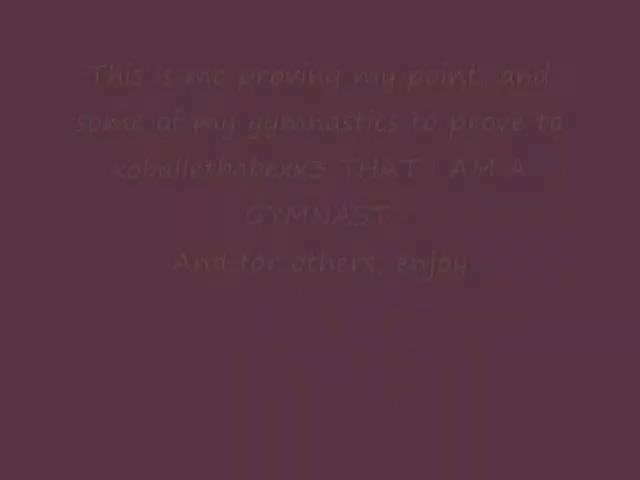 This is me proving my point, and
some of my gymnastics to prove to
xoballetbabexx3 THAT I AM A
GYMNAST.
And for others, enjoy